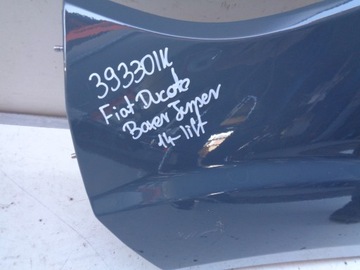 393301K
Fiat Ducato
Boxer Jumper
14- lift